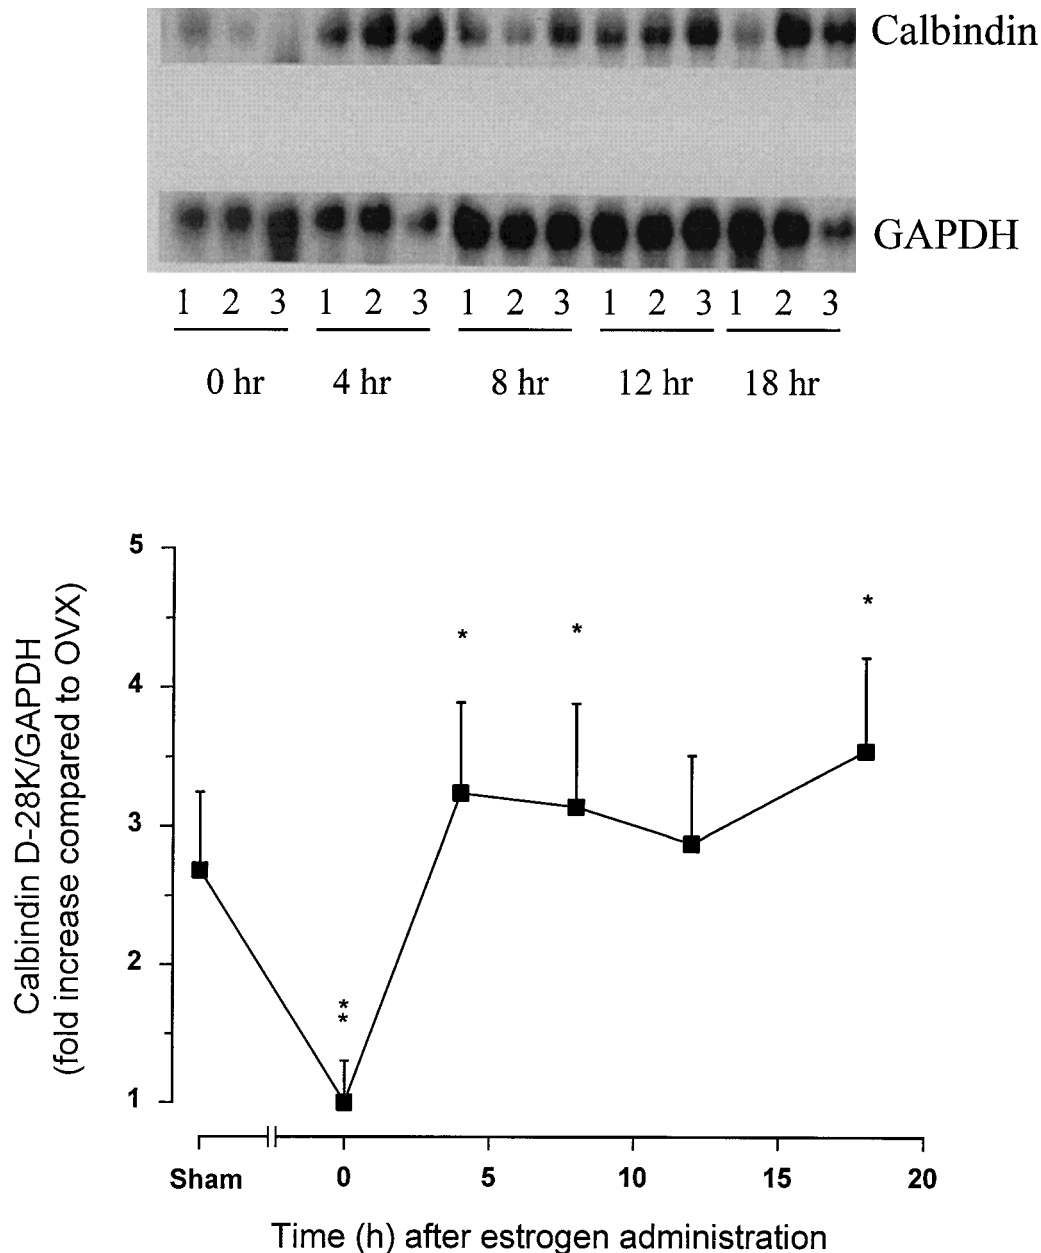 Calbindin
GAPDH
1 2 3 1 2 3 1 2 3 1 2 3 1 2 3
0 hr 4 hr 8 hr 12 hr 18 hr
Calbindin D-28K/GAPDH
(fold increase compared to OVX)
5
4
3
2
1
*
*
*
*
*
Sham 0 5 10 15 20
Time (h) after estrogen administration